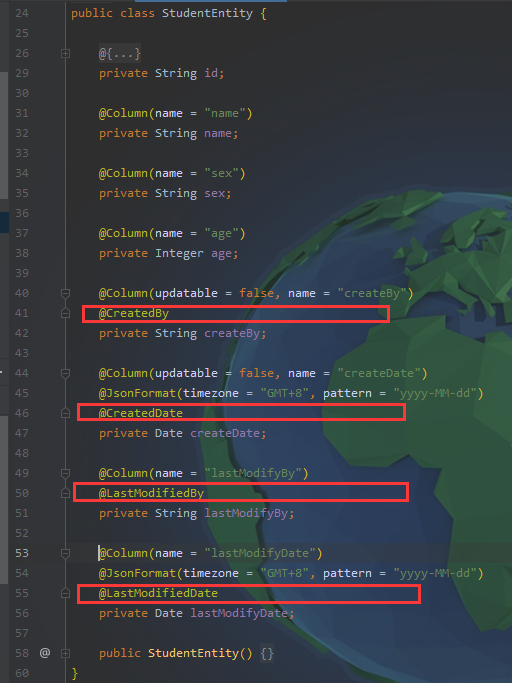 24 public class StudentEntity {
25
26 @{...}
29 private String id;
30
31 @Column(name = "name")
32 private String name;
33
34 @Column(name = "sex")
35 private String sex;
36
37 @Column(name = "age")
38 private Integer age;
39
40 @Column(updatable = false, name = "createBy")
41 @CreatedBy
42 private String createBy;
43
44 @Column(updatable = false, name = "createDate")
45 @JsonFormat(timezone = "GMT+8", pattern = "yyyy-MM-dd")
46 @CreatedDate
47 private Date createDate;
48
49 @Column(name = "lastModifyBy")
50 @LastModifiedBy
51 private String lastModifyBy;
52
53 @Column(name = "lastModifyDate")
54 @JsonFormat(timezone = "GMT+8", pattern = "yyyy-MM-dd")
55 @LastModifiedDate
56 private Date lastModifyDate;
57
58 @ public StudentEntity() {}
60 }